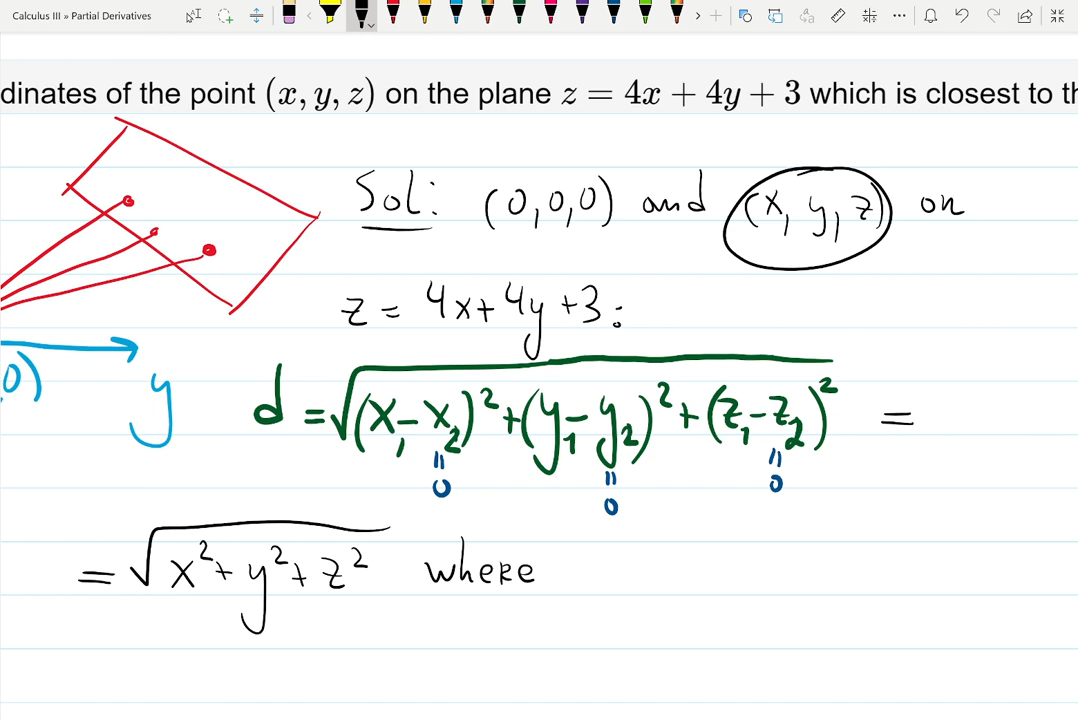 Calculus III » Partial Derivatives
dinates of the point (x, y, z) on the plane z = 4x + 4y + 3 which is closest to th
Sol: (0,0,0) and (x, y, z) on
z = 4x+4y+3:
0) y d = √((x₁-x₂)²+(y₁-y₂)²+(z₁-z₂)²) =
" " "
0 0 0
= √(x²+y²+z²) where